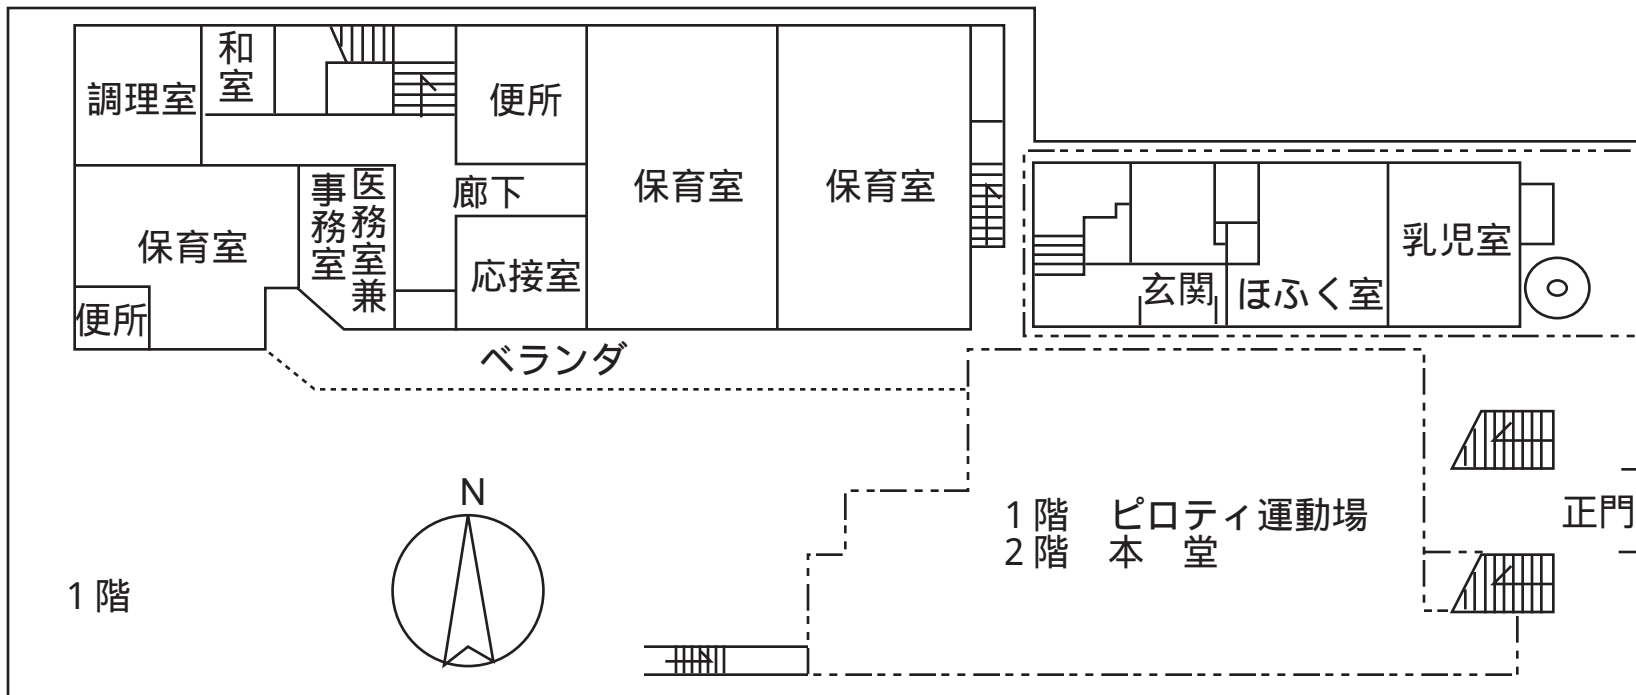 調理室
和室
便所
保育室
保育室
廊下
保育室
医務室兼
事務室
応接室
便所
玄関
ほふく室
乳児室
ベランダ
N
1階
1階 ピロティ運動場
2階 本 堂
正門